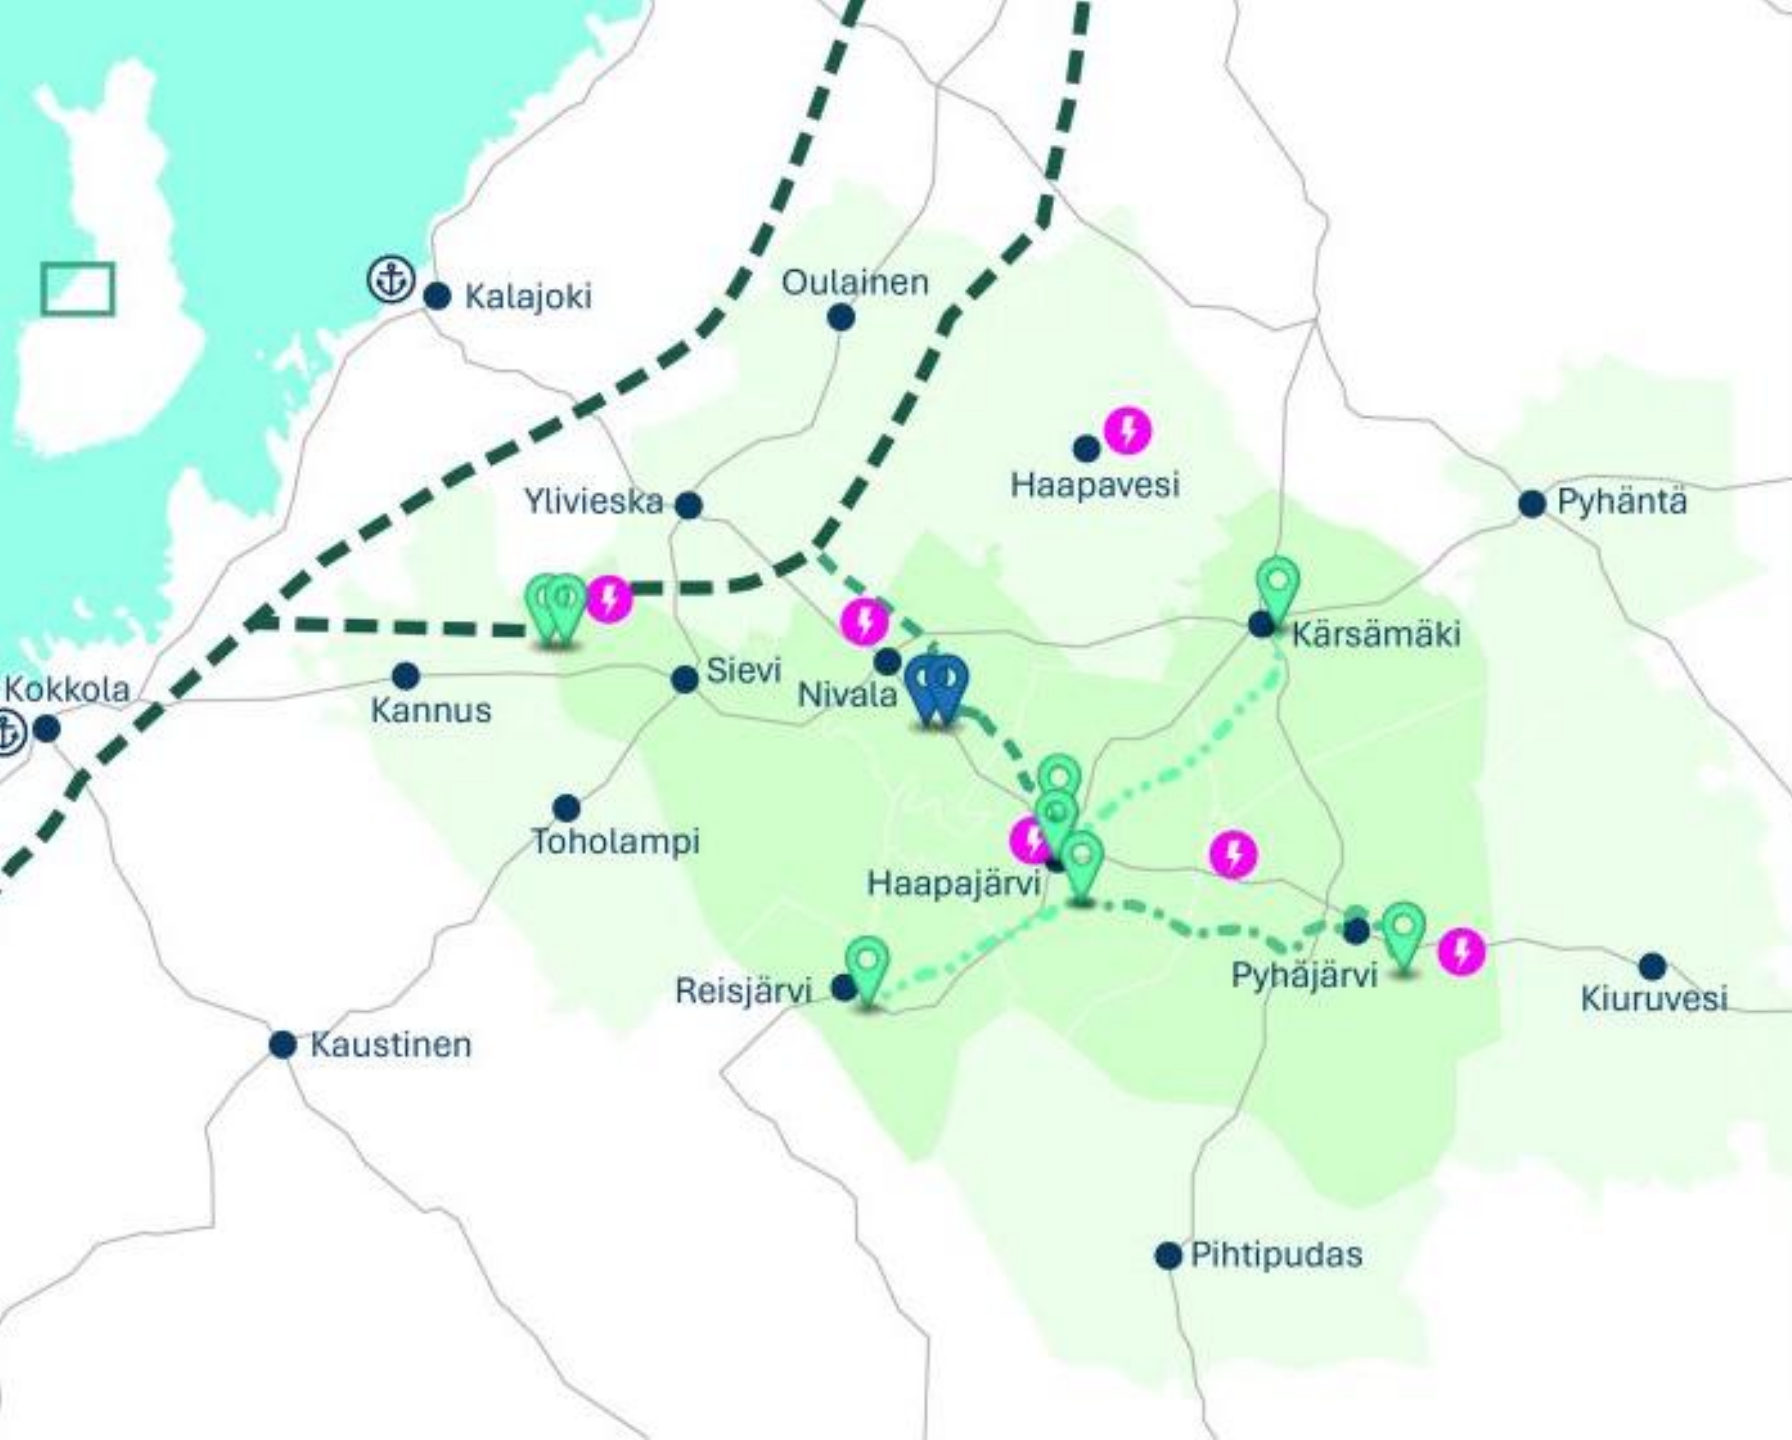 Kalajoki
Oulainen
Haapavesi
Ylivieska
Pyhäntä
Kärsämäki
Kokkola
Kannus
Sievi
Nivala
Toholampi
Haapajärvi
Reisjärvi
Pyhäjärvi
Kiuruvesi
Kaustinen
Pihtipudas